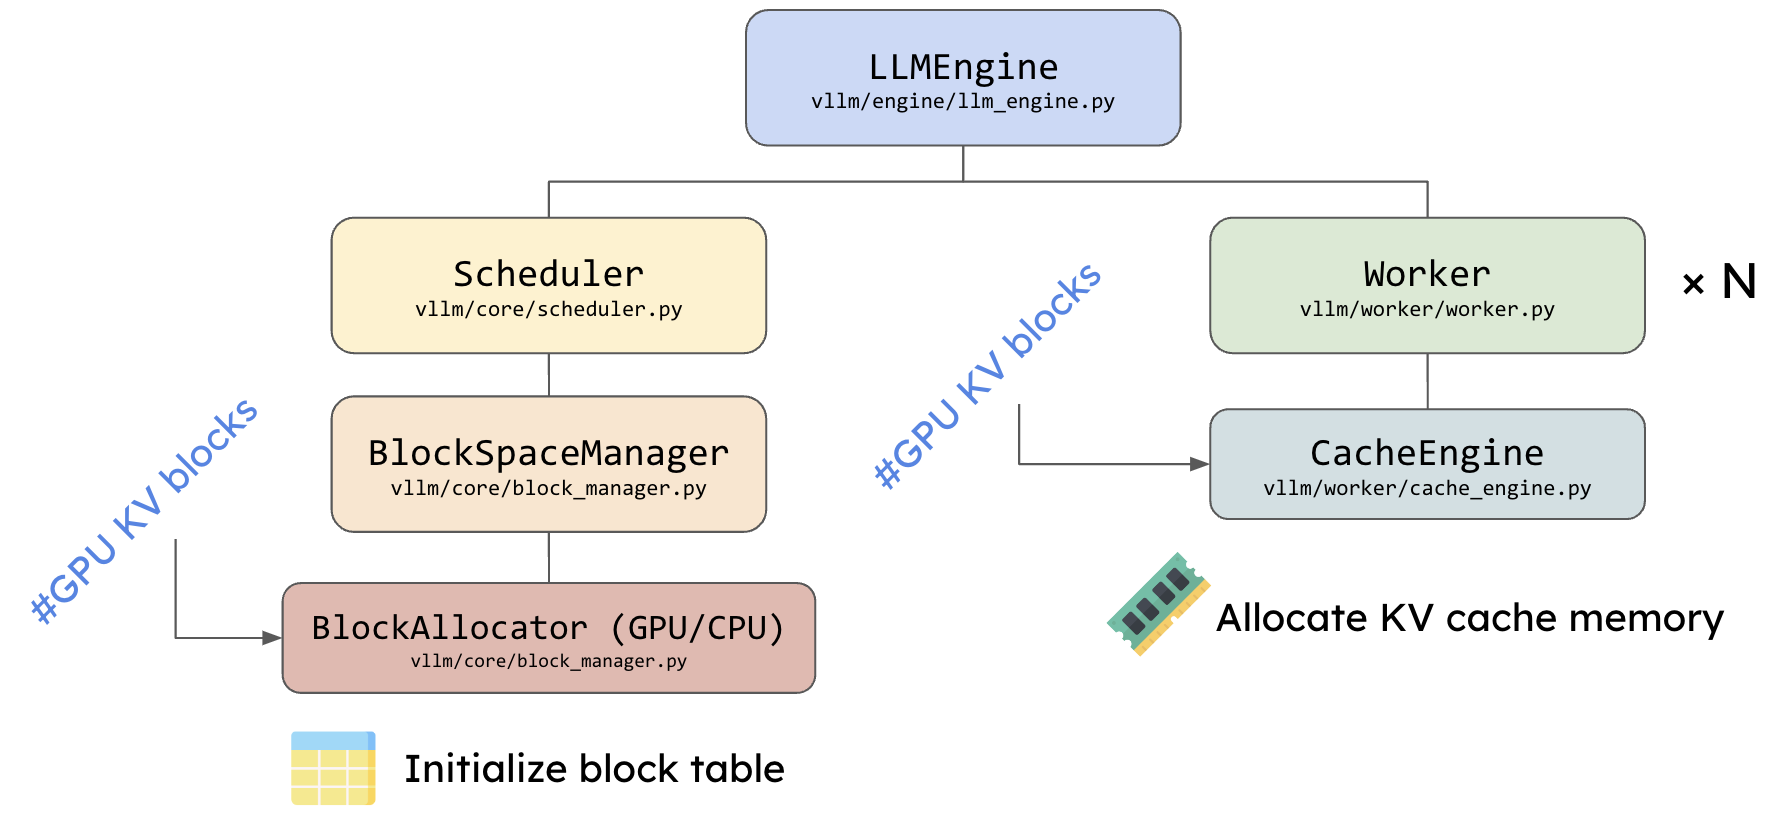 LLMEngine
vllm/engine/llm_engine.py
Scheduler
vllm/core/scheduler.py
Worker
vllm/worker/worker.py
× N
#GPU KV blocks
#GPU KV blocks
BlockSpaceManager
vllm/core/block_manager.py
CacheEngine
vllm/worker/cache_engine.py
BlockAllocator (GPU/CPU)
vllm/core/block_manager.py
Allocate KV cache memory
Initialize block table